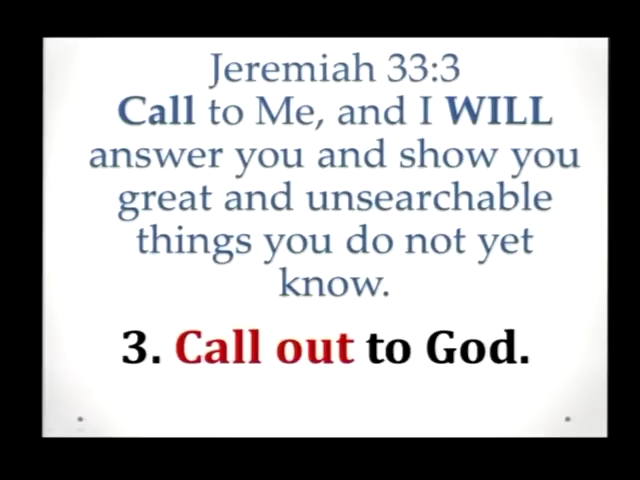 Jeremiah 33:3
Call to Me, and I WILL
answer you and show you
great and unsearchable
things you do not yet
know.
3. Call out to God.